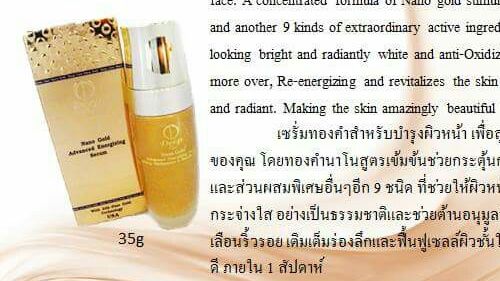 face. A concentrated formula of Nano gold stimul
and another 9 kinds of extraordinary active ingred
looking bright and radiantly white and anti-Oxidiz
more over, Re-energizing and revitalizes the skin
and radiant. Making the skin amazingly beautiful
เซรั่มทองคำสำหรับบำรุงผิวหน้า เพื่อสุ
ของคุณ โดยทองคำนาโนสูตรเข้มข้นช่วยกระตุ้นก
และส่วนผสมพิเศษอื่นๆอีก 9 ชนิด ที่ช่วยให้ผิวห
กระจ่างใส อย่างเป็นธรรมชาติและช่วยต้านอนุมูล
เลือนริ้วรอย เติมเต็มร่องลึกและฟื้นฟูเซลล์ผิวชั้นใ
ดี ภายใน 1 สัปดาห์
Nano Gold
Advanced Energizing
Serum
USA
Nano Gold
35g